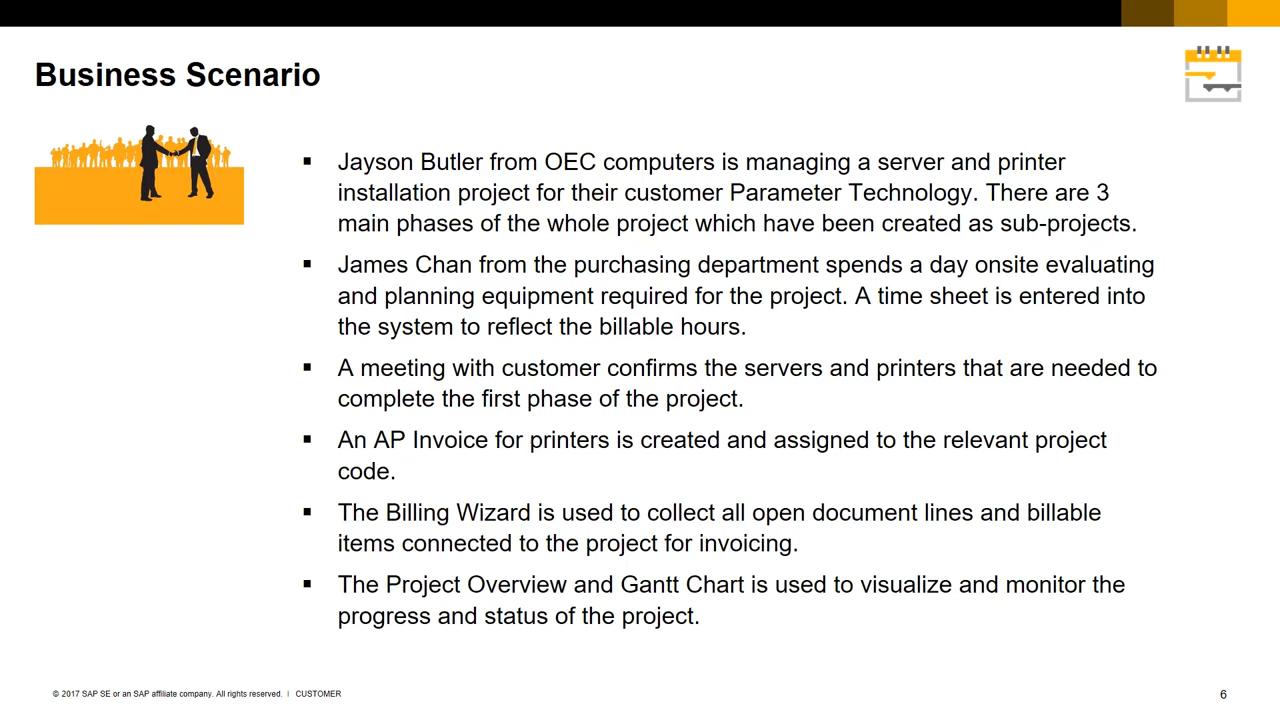 Business Scenario
▪ Jayson Butler from OEC computers is managing a server and printer
installation project for their customer Parameter Technology. There are 3
main phases of the whole project which have been created as sub-projects.
▪ James Chan from the purchasing department spends a day onsite evaluating
and planning equipment required for the project. A time sheet is entered into
the system to reflect the billable hours.
▪ A meeting with customer confirms the servers and printers that are needed to
complete the first phase of the project.
▪ An AP Invoice for printers is created and assigned to the relevant project
code.
▪ The Billing Wizard is used to collect all open document lines and billable
items connected to the project for invoicing.
▪ The Project Overview and Gantt Chart is used to visualize and monitor the
progress and status of the project.
© 2017 SAP SE or an SAP affiliate company. All rights reserved. | CUSTOMER
6